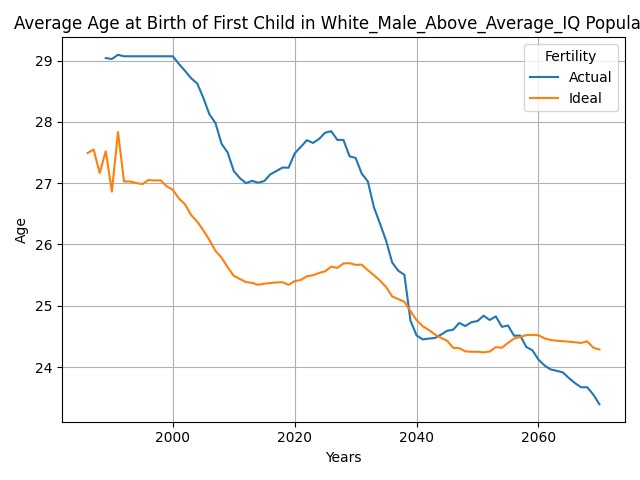 Average Age at Birth of First Child in White_Male_Above_Average_IQ Popula
Fertility
Actual
Ideal
Age
29
28
27
26
25
24
2000 2020 2040 2060
Years